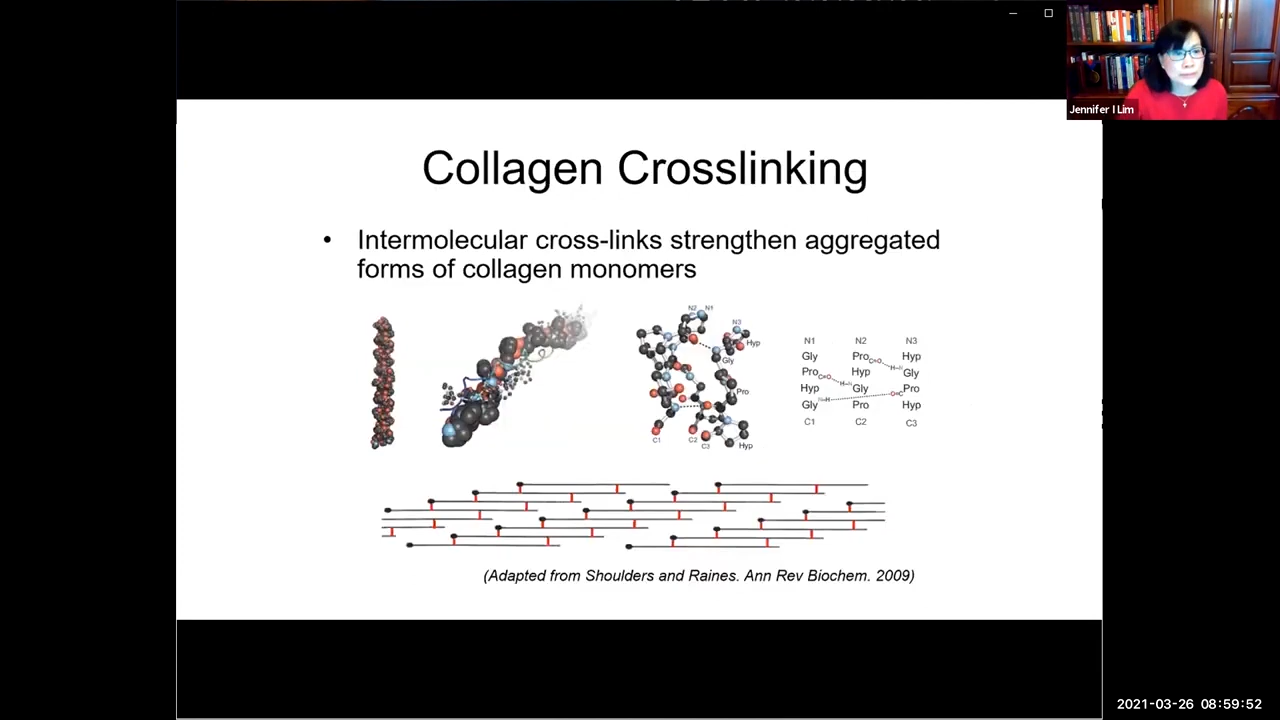 Jennifer I Lim
Collagen Crosslinking
• Intermolecular cross-links strengthen aggregated
forms of collagen monomers
N2 N1
N3
Hyp
Gly
Pro
C1 C2 C3
Hyp
N1 N2 N3
Gly Pro C=O Hyp
Pro C=O Hyp H-N Gly
Hyp H-N Gly O=C Pro
Gly N-H Pro Hyp
C1 C2 C3
(Adapted from Shoulders and Raines. Ann Rev Biochem. 2009)
2021-03-26 08:59:52